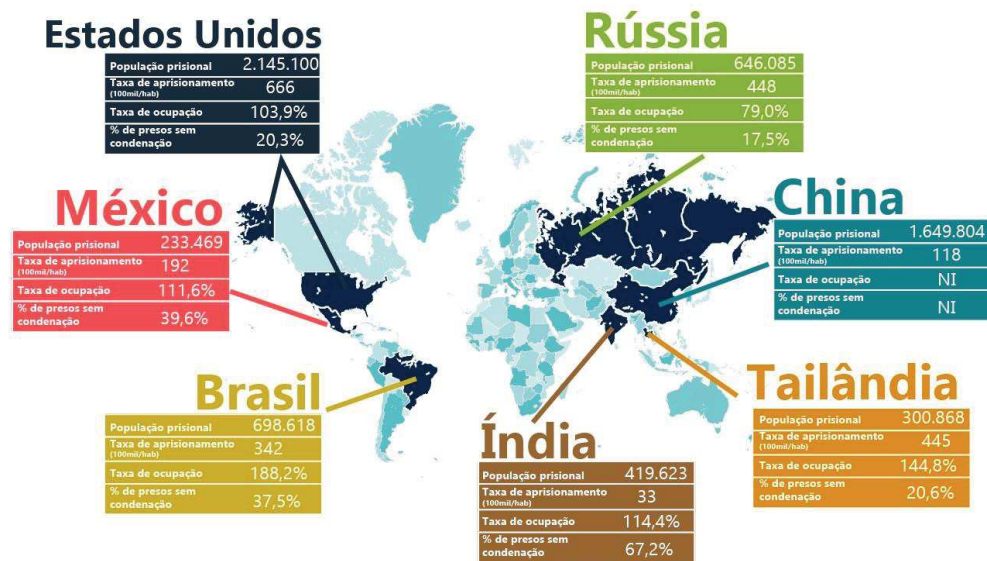 Estados Unidos
População prisional 2.145.100
Taxa de aprisionamento 666
(100mil/hab)
Taxa de ocupação 103,9%
% de presos sem
condenação 20,3%
Rússia
População prisional 646.085
Taxa de aprisionamento 448
(100mil/hab)
Taxa de ocupação 79,0%
% de presos sem
condenação 17,5%
México
População prisional 233.469
Taxa de aprisionamento 192
(100mil/hab)
Taxa de ocupação 111,6%
% de presos sem
condenação 39,6%
China
População prisional 1.649.804
Taxa de aprisionamento 118
(100mil/hab)
Taxa de ocupação NI
% de presos sem
condenação NI
Brasil
População prisional 698.618
Taxa de aprisionamento 342
(100mil/hab)
Taxa de ocupação 188,2%
% de presos sem
condenação 37,5%
Índia
População prisional 419.623
Taxa de aprisionamento 33
(100mil/hab)
Taxa de ocupação 114,4%
% de presos sem
condenação 67,2%
Tailândia
População prisional 300.868
Taxa de aprisionamento 445
(100mil/hab)
Taxa de ocupação 144,8%
% de presos sem
condenação 20,6%